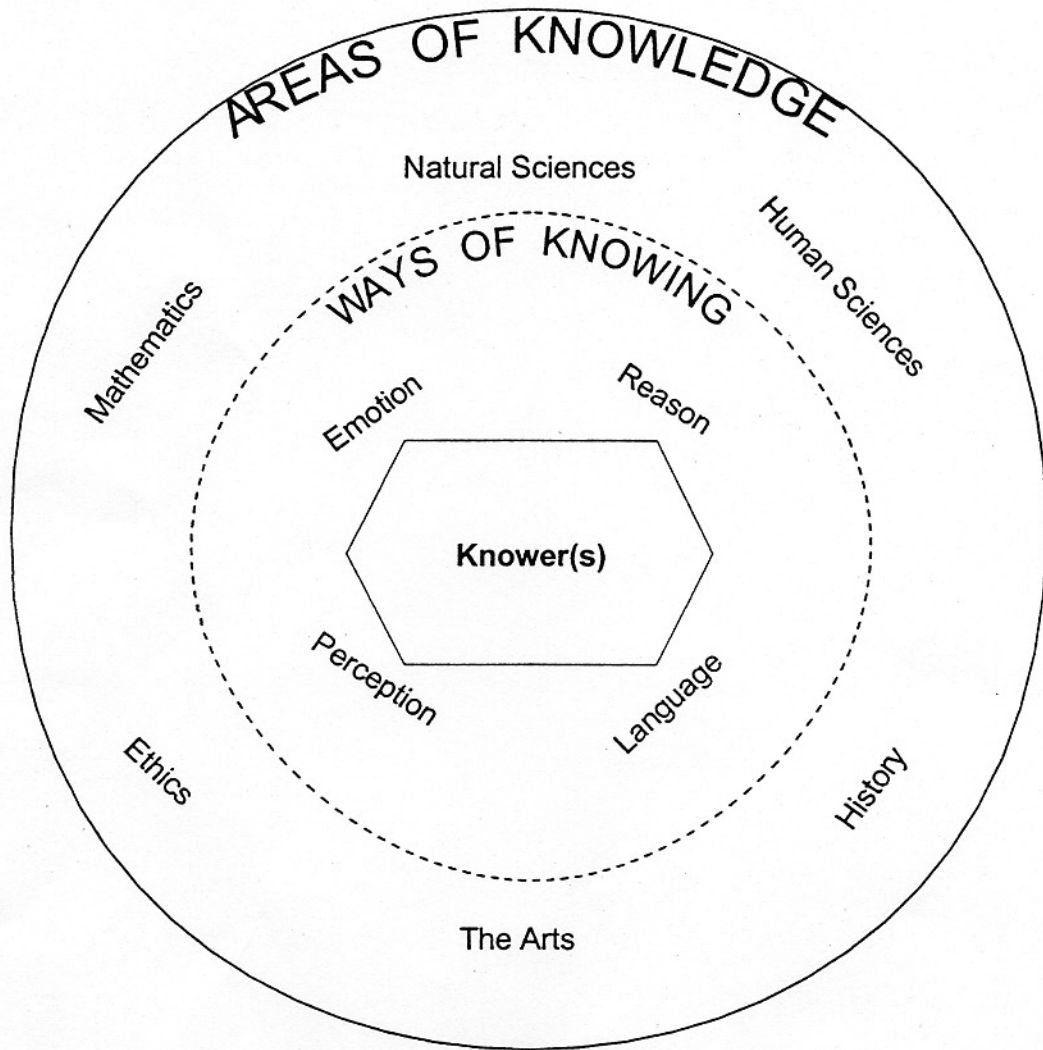 AREAS OF KNOWLEDGE
Natural Sciences
Human Sciences
Mathematics
WAYS OF KNOWING
Emotion
Reason
Knower(s)
Perception
Language
Ethics
History
The Arts